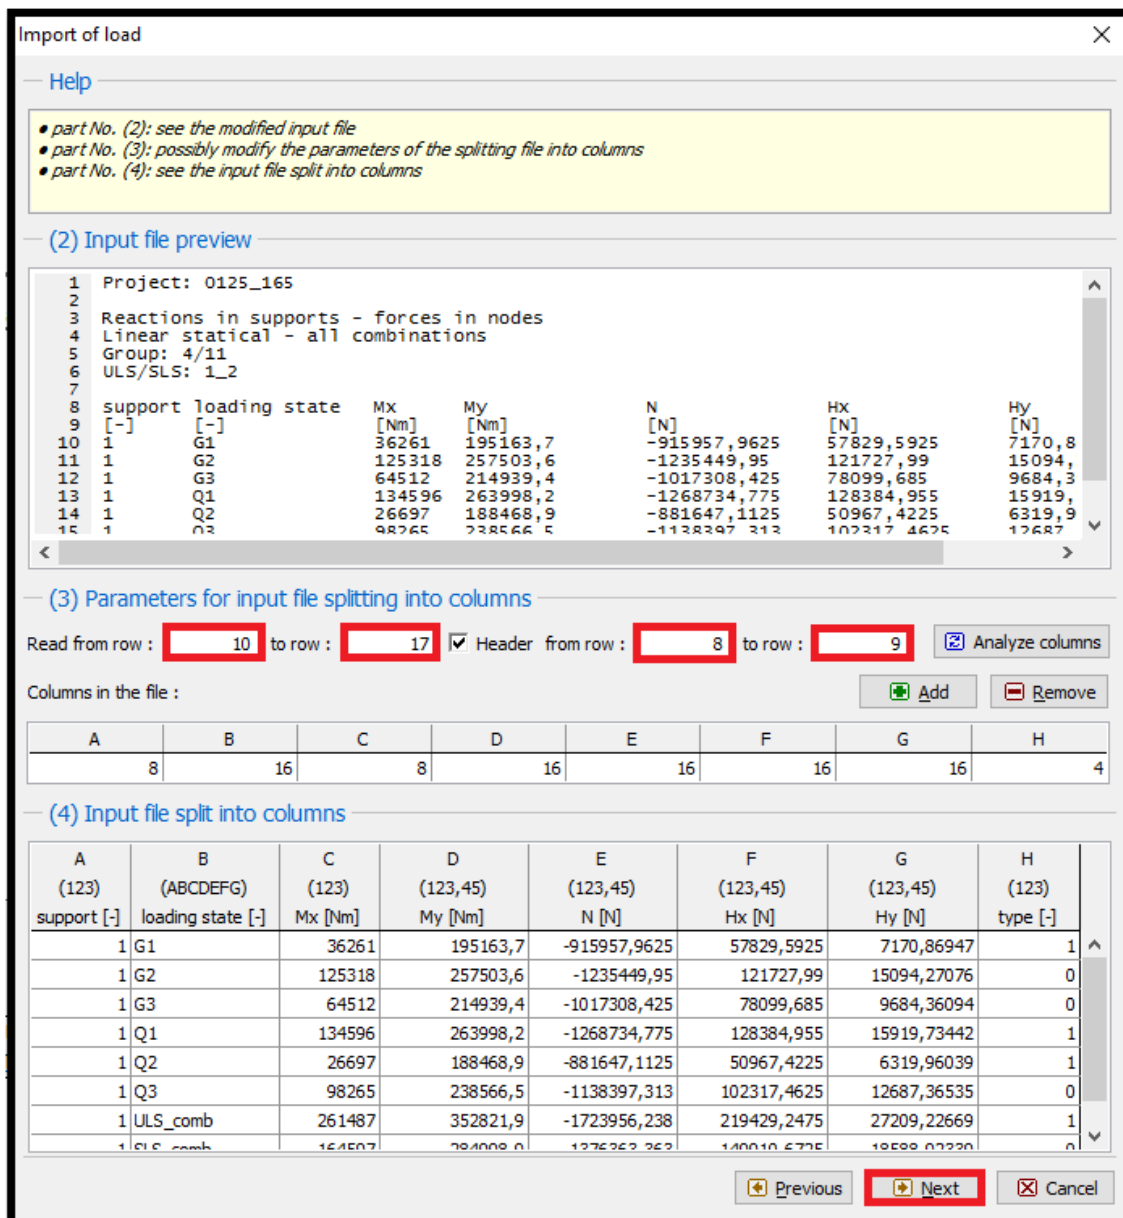 Import of load
Help
• part No. (2): see the modified input file
• part No. (3): possibly modify the parameters of the splitting file into columns
• part No. (4): see the input file split into columns
(2) Input file preview
1 Project: O125_165
2
3 Reactions in supports - forces in nodes
4 Linear statical - all combinations
5 Group: 4/11
6 ULS/SLS: 1_2
7
8 support loading state Mx My N Hx Hy
9 [-] [-] [Nm] [Nm] [N] [N] [N]
10 1 G1 36261 195163,7 -915957,9625 57829,5925 7170,8
11 1 G2 125318 257503,6 -1235449,95 121727,99 15094,
12 1 G3 64512 214939,4 -1017308,425 78099,685 9684,3
13 1 Q1 134596 263998,2 -1268734,775 128384,955 15919,
14 1 Q2 26697 188468,9 -881647,1125 50967,4225 6319,9
15 1 Q3 98265 238566,5 -1138397,313 102317,4625 12687
(3) Parameters for input file splitting into columns
Read from row : 10 to row : 17 Header from row : 8 to row : 9 Analyze columns
Columns in the file : Add Remove
A B C D E F G H
8 16 8 16 16 16 16 4
(4) Input file split into columns
A B C D E F G H
(123) (ABCDEFG) (123) (123,45) (123,45) (123,45) (123,45) (123)
support [-] loading state [-] Mx [Nm] My [Nm] N [N] Hx [N] Hy [N] type [-]
1 G1 36261 195163,7 -915957,9625 57829,5925 7170,86947 1
1 G2 125318 257503,6 -1235449,95 121727,99 15094,27076 0
1 G3 64512 214939,4 -1017308,425 78099,685 9684,36094 0
1 Q1 134596 263998,2 -1268734,775 128384,955 15919,73442 1
1 Q2 26697 188468,9 -881647,1125 50967,4225 6319,96039 1
1 Q3 98265 238566,5 -1138397,313 102317,4625 12687,36535 0
1 ULS_comb 261487 352821,9 -1723956,238 219429,2475 27209,22669 1
1 SLS_comb
Previous Next Cancel